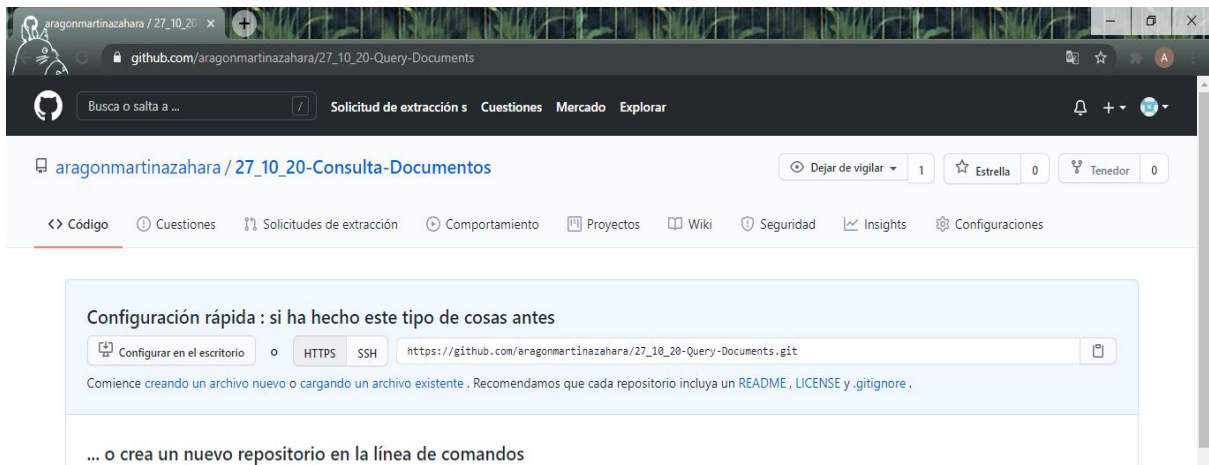 aragonmartinazahara / 27_10_20
github.com/aragonmartinazahara/27_10_20-Query-Documents
A
Busca o salta a ... / Solicitud de extracción s Cuestiones Mercado Explorar
aragonmartinazahara / 27_10_20-Consulta-Documentos Dejar de vigilar 1 Estrella 0 Tenedor 0
<> Código Cuestiones Solicitudes de extracción Comportamiento Proyectos Wiki Seguridad Insights Configuraciones
Configuración rápida : si ha hecho este tipo de cosas antes
Configurar en el escritorio o HTTPS SSH https://github.com/aragonmartinazahara/27_10_20-Query-Documents.git
Comience creando un archivo nuevo o cargando un archivo existente . Recomendamos que cada repositorio incluya un README , LICENSE y .gitignore .
... o crea un nuevo repositorio en la línea de comandos